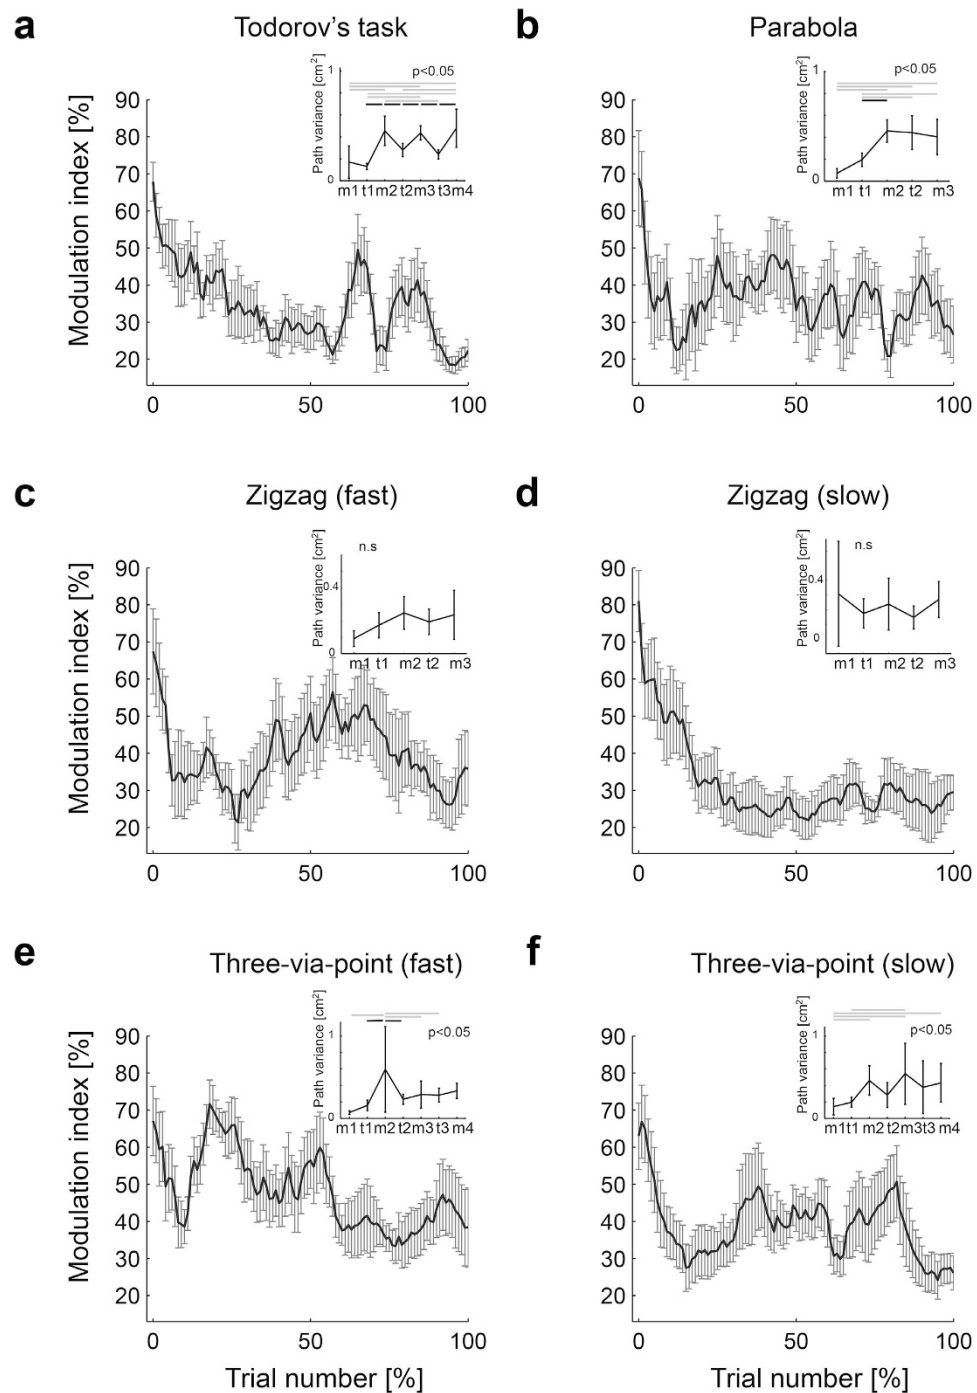 a
Todorov's task
Modulation index [%]
90
80
70
60
50
40
30
20
0
50
100
Path variance [cm²]
1
0
p<0.05
m1 t1 m2 t2 m3 t3 m4
b
Parabola
90
80
70
60
50
40
30
20
0
50
100
Path variance [cm²]
1
0
p<0.05
m1 t1 m2 t2 m3
c
Zigzag (fast)
Modulation index [%]
90
80
70
60
50
40
30
20
0
50
100
Path variance [cm²]
0.4
0
n.s
m1 t1 m2 t2 m3
d
Zigzag (slow)
90
80
70
60
50
40
30
20
0
50
100
Path variance [cm²]
0.4
0
n.s
m1 t1 m2 t2 m3
e
Three-via-point (fast)
Modulation index [%]
90
80
70
60
50
40
30
20
0
50
100
Trial number [%]
Path variance [cm²]
1
0
p<0.05
m1 t1 m2 t2 m3 t3 m4
f
Three-via-point (slow)
90
80
70
60
50
40
30
20
0
50
100
Trial number [%]
Path variance [cm²]
1
0
p<0.05
m1 t1 m2 t2 m3 t3 m4